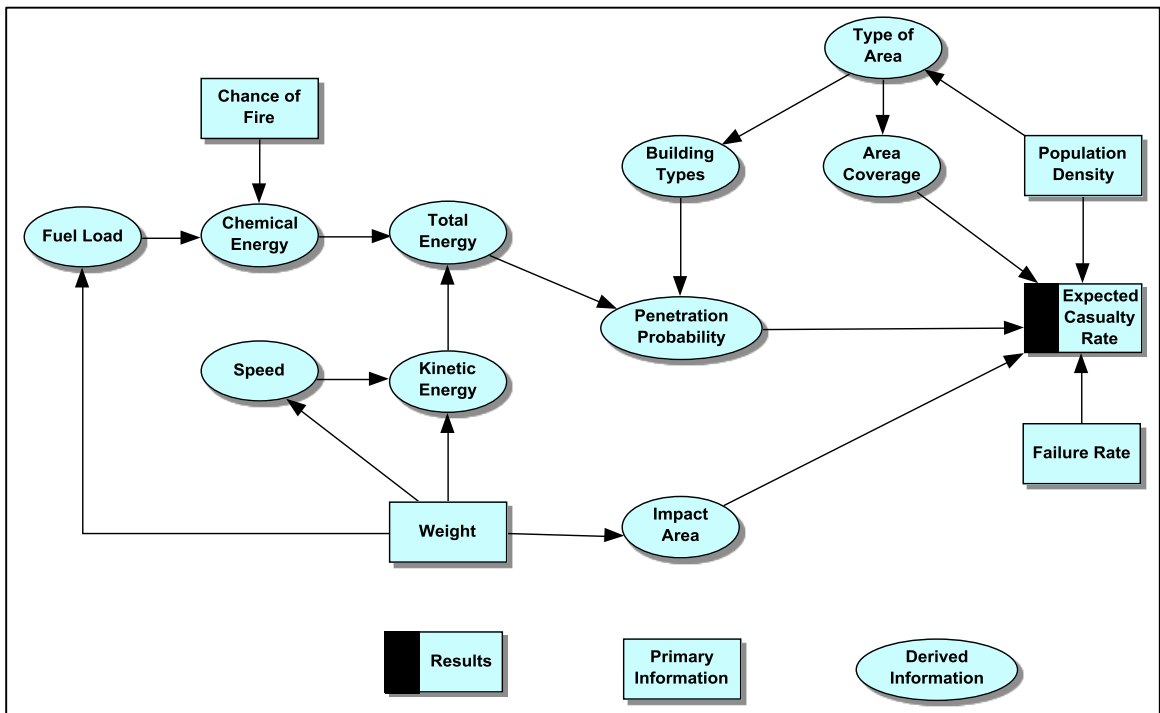 Type of
Area
Chance of
Fire
Building
Types
Area
Coverage
Population
Density
Fuel Load
Chemical
Energy
Total
Energy
Expected
Casualty
Rate
Penetration
Probability
Speed
Kinetic
Energy
Failure Rate
Weight
Impact
Area
Results
Primary
Information
Derived
Information